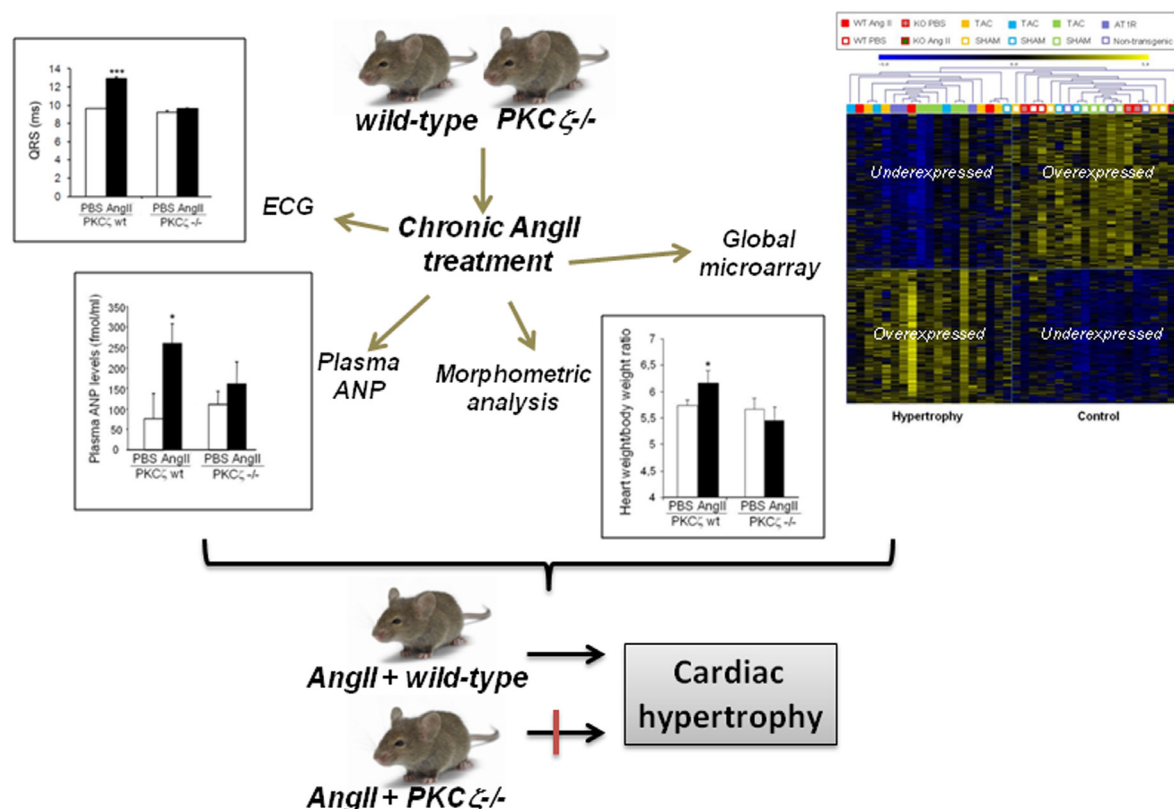 wild-type PKCζ-/-
Chronic AngII
treatment
ECG
Global
microarray
Plasma
ANP
Morphometric
analysis
QRS (ms)
14
12
10
8
6
4
2
0
***
PBS AngII PBS AngII
PKCζ wt PKCζ -/-
Plasma ANP levels (fmol/ml)
350
300
250
200
150
100
50
0
*
PBS AngII PBS AngII
PKCζ wt PKCζ -/-
Heart weight/body weight ratio
7
6,5
6
5,5
5
4,5
4
*
PBS AngII PBS AngII
PKCζ wt PKCζ -/-
WT Ang II KO PBS TAC TAC TAC AT1R
WT PBS KO Ang II SHAM SHAM SHAM Non-transgenic
0.0
Underexpressed Overexpressed
Overexpressed Underexpressed
Hypertrophy Control
AngII + wild-type
AngII + PKCζ-/-
Cardiac
hypertrophy